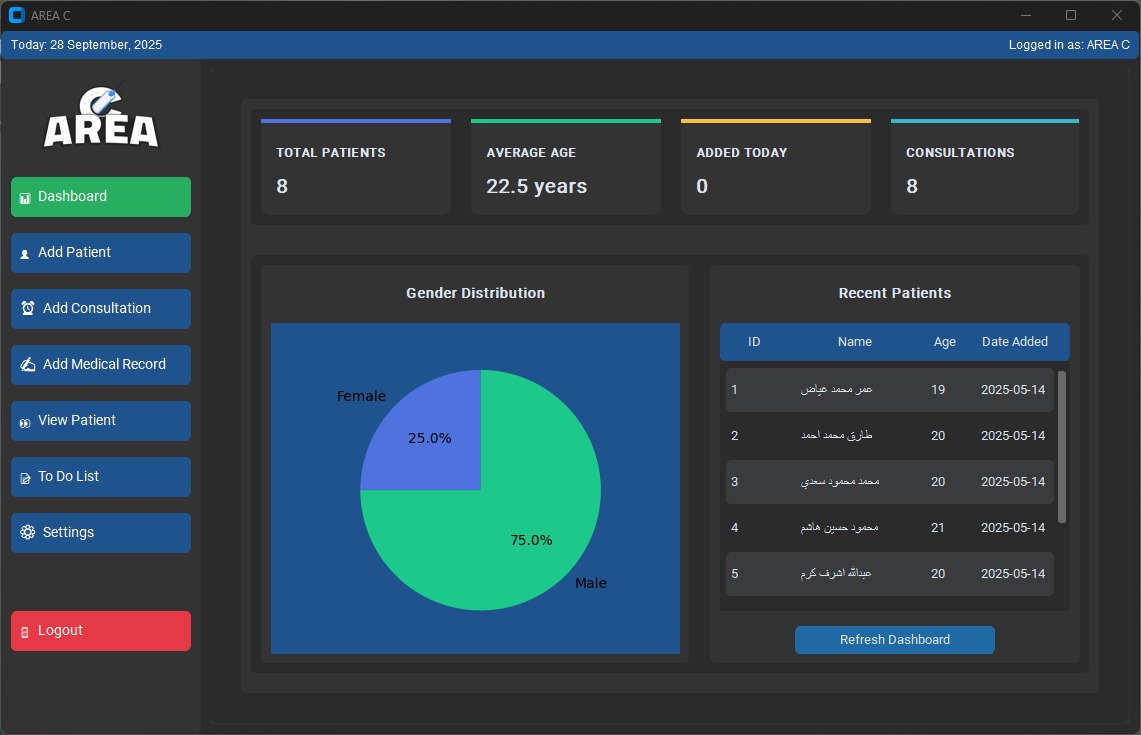 AREA C
Today: 28 September, 2025
Logged in as: AREA C
AREA
Dashboard
Add Patient
Add Consultation
Add Medical Record
View Patient
To Do List
Settings
Logout
TOTAL PATIENTS
8
AVERAGE AGE
22.5 years
ADDED TODAY
0
CONSULTATIONS
8
Gender Distribution
Female
25.0%
75.0%
Male
Recent Patients
ID Name Age Date Added
1 عمر محمد عياض 19 2025-05-14
2 طارق محمد احمد 20 2025-05-14
3 محمد محمود سعدي 20 2025-05-14
4 محمود حسين هاشم 21 2025-05-14
5 عبدالله اشرف كرم 20 2025-05-14
Refresh Dashboard